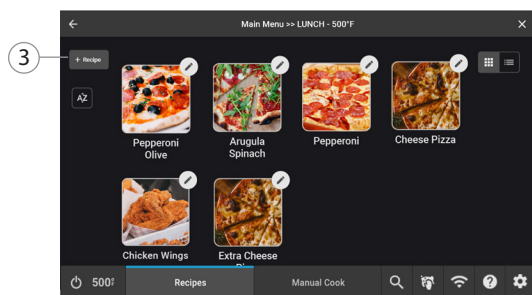 Main Menu >> LUNCH - 500°F
3
+ Recipe
AZ
Pepperoni
Olive
Arugula
Spinach
Pepperoni
Cheese Pizza
Chicken Wings
Extra Cheese
500°F
Recipes
Manual Cook